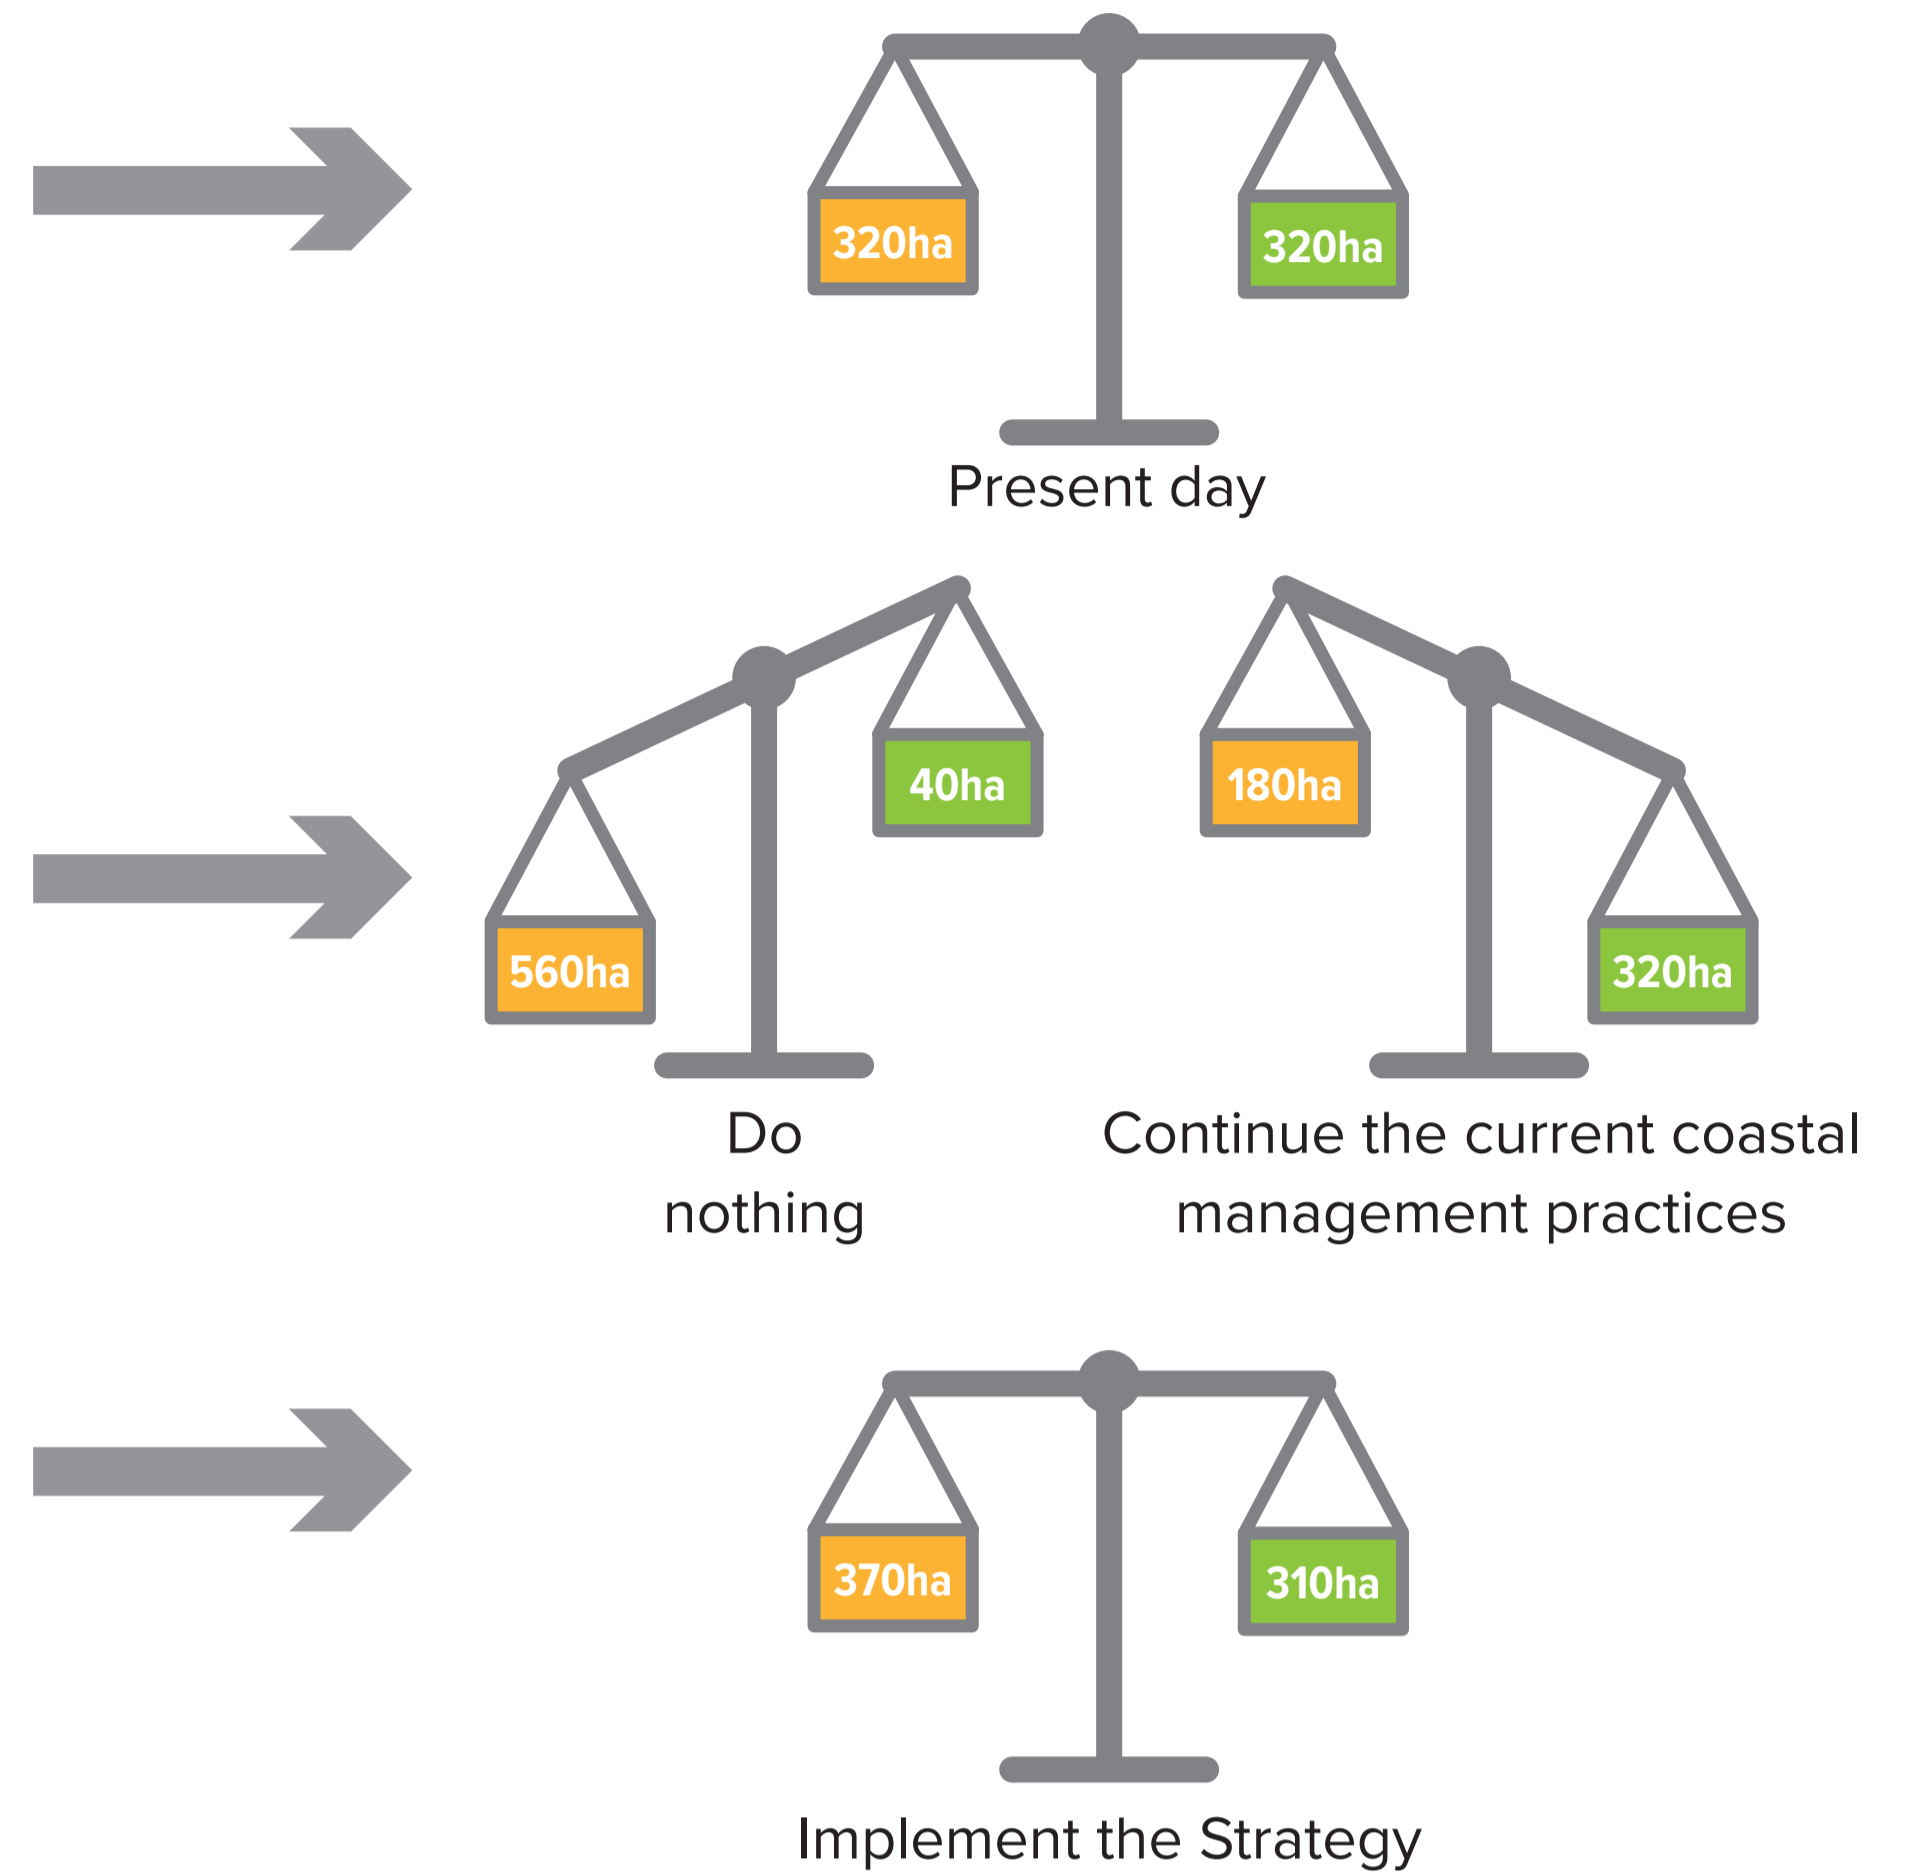 320ha
320ha
Present day
40ha
180ha
560ha
320ha
Do
nothing
Continue the current coastal
management practices
370ha
310ha
Implement the Strategy